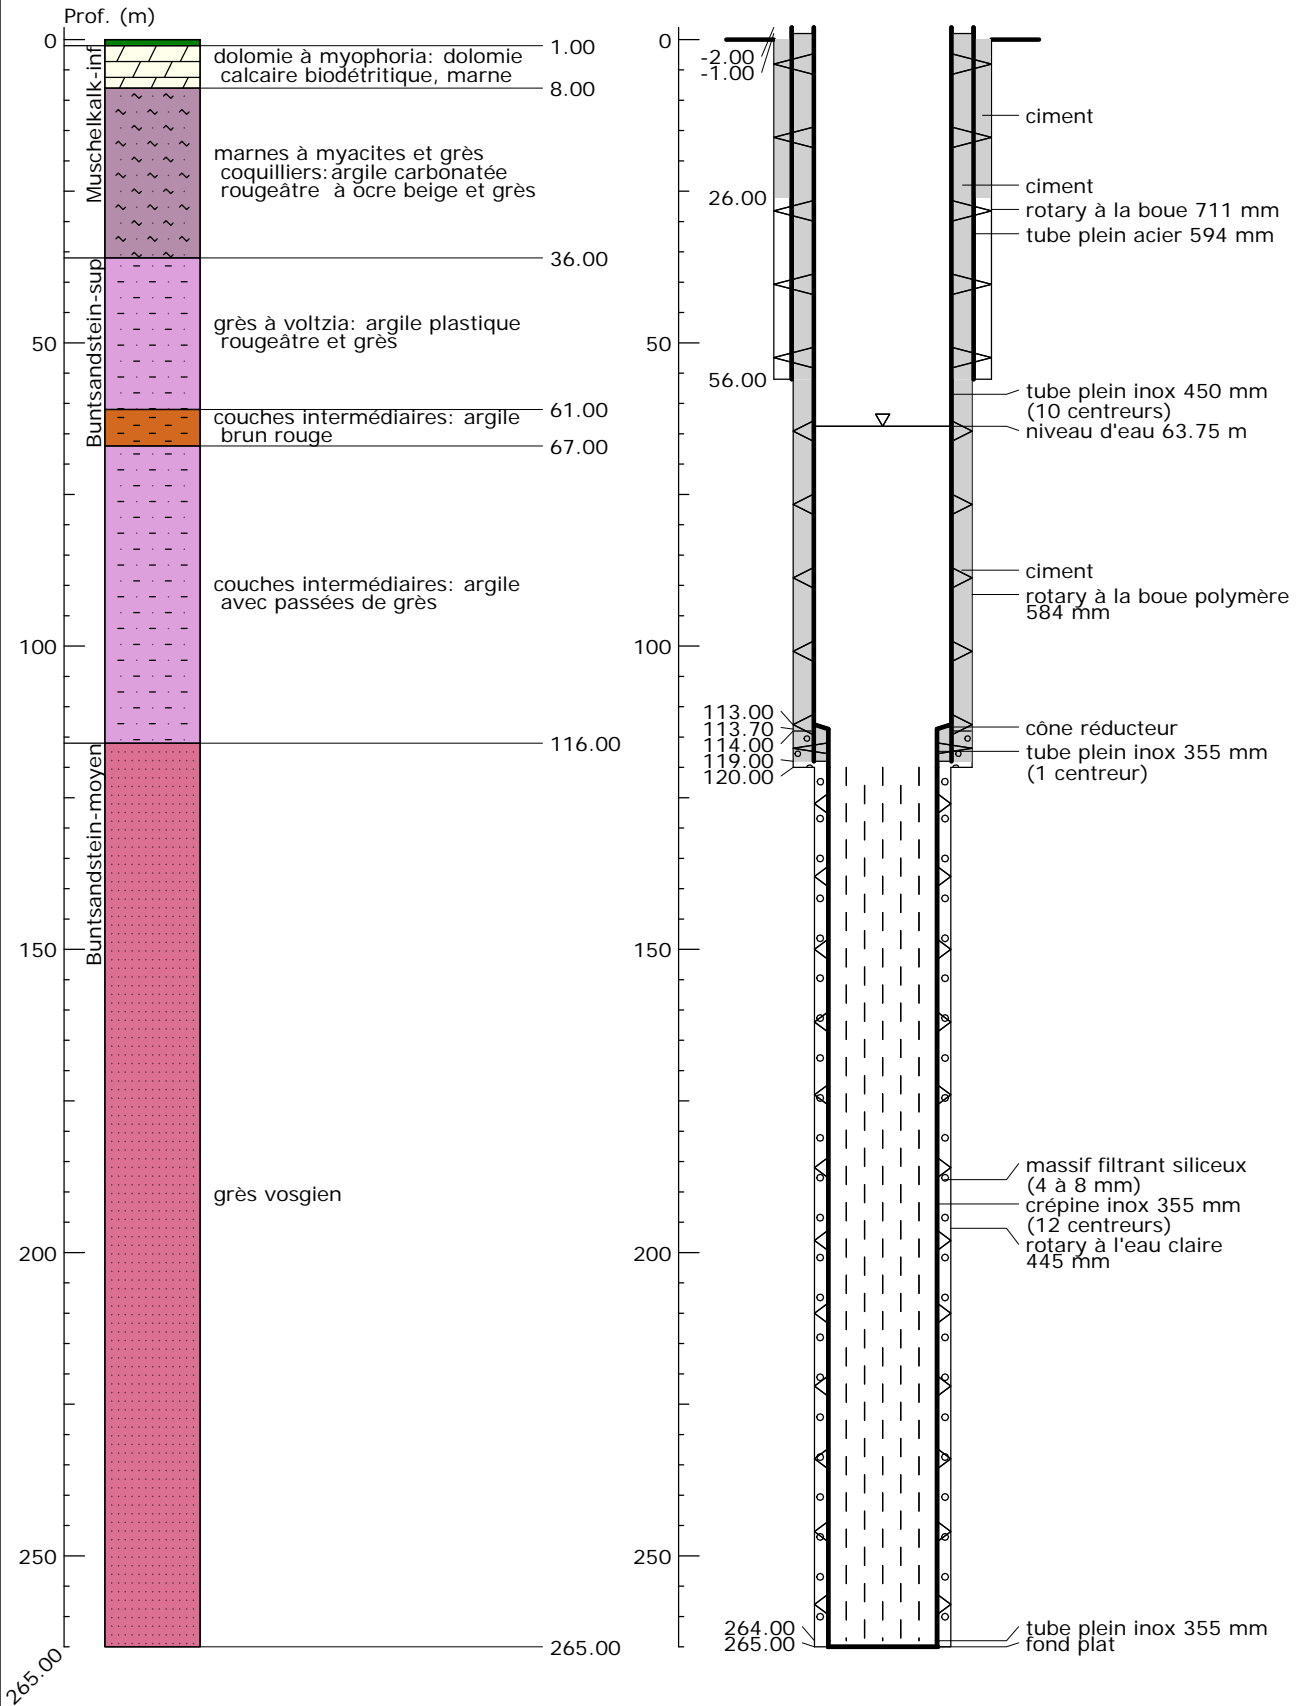 Prof. (m)
0
50
100
150
200
250
265.00
Muschelkalk-inf
Buntsandstein-sup
Buntsandstein-moyen
1.00
dolomie à myophoria: dolomie
calcaire biodétritique, marne
8.00
marnes à myacites et grès
coquilliers: argile carbonatée
rougeâtre à ocre beige et grès
36.00
grès à voltzia: argile plastique
rougeâtre et grès
61.00
couches intermédiaires: argile
brun rouge
67.00
couches intermédiaires: argile
avec passées de grès
116.00
grès vosgien
265.00
0
50
100
150
200
250
-2.00
-1.00
26.00
56.00
113.00
113.70
114.00
119.00
120.00
264.00
265.00
ciment
ciment
rotary à la boue 711 mm
tube plein acier 594 mm
tube plein inox 450 mm
(10 centreurs)
niveau d'eau 63.75 m
ciment
rotary à la boue polymère
584 mm
cône réducteur
tube plein inox 355 mm
(1 centreur)
massif filtrant siliceux
(4 à 8 mm)
crépine inox 355 mm
(12 centreurs)
rotary à l'eau claire
445 mm
tube plein inox 355 mm
fond plat